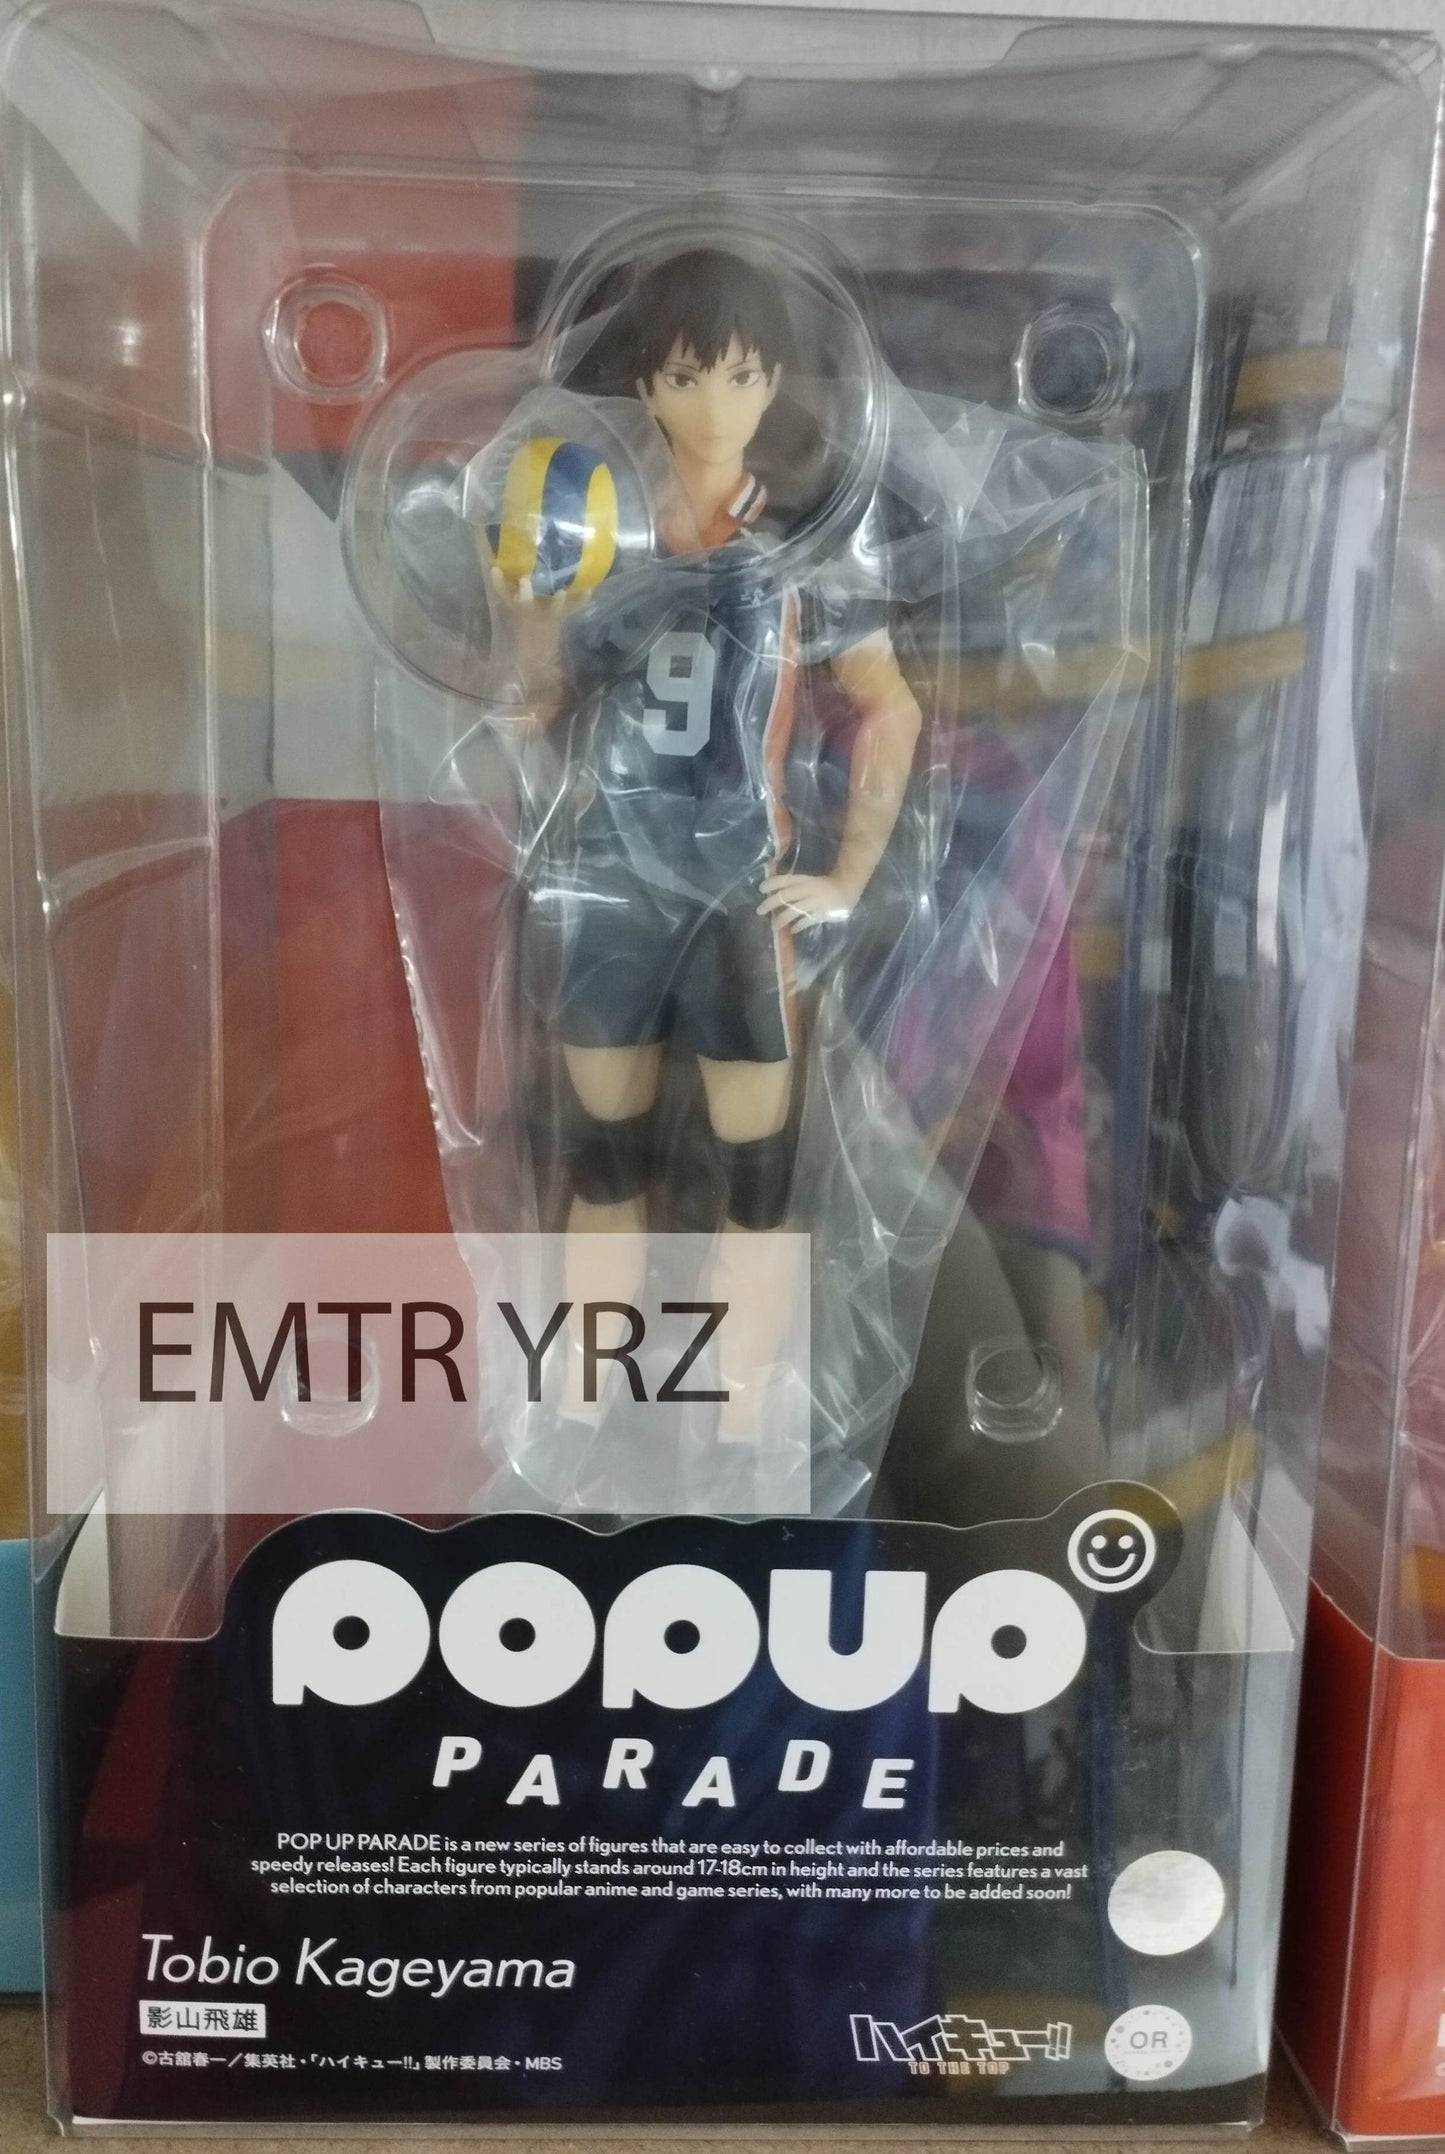 9
EMTR YRZ
POPUP
PARADE
POP UP PARADE is a new series of figures that are easy to collect with affordable prices and
speedy releases! Each figure typically stands around 17-18cm in height and the series features a vast
selection of characters from popular anime and game series, with many more to be added soon!
Tobio Kageyama
影山飛雄
©古舘春一／集英社・「ハイキュー!!」製作委員会・MBS
ハイキュー!!
TO THE TOP
OR